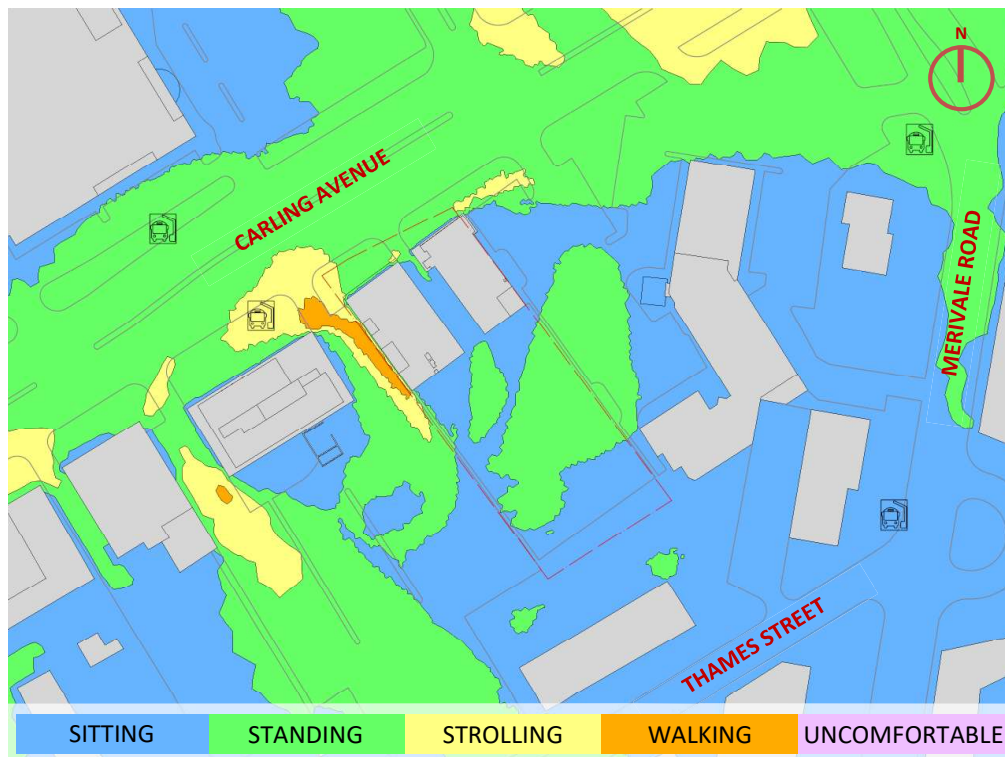 N
CARLING AVENUE
MERIVALE ROAD
THAMES STREET
SITTING STANDING STROLLING WALKING UNCOMFORTABLE